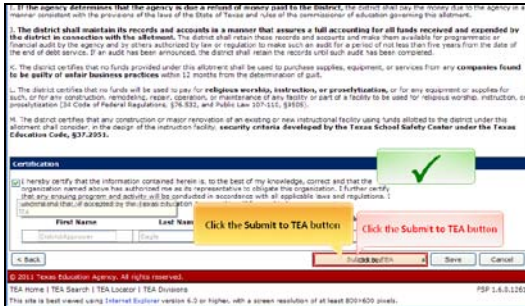 I. If the agency determines that the agency is due a refund of money paid to the District, the district shall pay the money due to the agency in a
manner consistent with the provisions of the laws of the State of Texas and rules of the commissioner of education governing this allotment.
J. The district shall maintain its records and accounts in a manner that assures a full accounting for all funds received and expended by
the district in connection with the allotment. The district shall retain these records and accounts and make them available for programmatic or
financial audit by the agency and by others authorized by law or regulation to make such an audit for a period of not less than five years from the date of
the end of debt service. If an audit has been announced, the district shall retain the records until such audit has been completed.
K. The district certifies that no funds provided under this allotment shall be used to purchase supplies, equipment, or services from any companies found
to be guilty of unfair business practices within 12 months from the determination of guilt.
L. The district certifies that no funds will be used to pay for religious worship, instruction, or proselytization, or for any equipment or supplies for
such, or for any construction, remodeling, repair, operation, or maintenance of any facility or part of a facility to be used for religious worship, instruction, or
proselytization (34 Code of Federal Regulations, §76.532, and Public Law 107-110, §9505).
M. The district certifies that any construction or major renovation of an existing or new instructional facility using funds allotted to the district under this
allotment shall consider, in the design of the instruction facility, security criteria developed by the Texas School Safety Center under the Texas
Education Code, §37.2051.
Certification
I hereby certify that the information contained herein is, to the best of my knowledge, correct and that the
organization named above has authorized me as its representative to obligate this organization. I further certify
that any ensuing program and activity will be conducted in accordance with all applicable laws and regulations. I
understand that, if accepted by the Texas Education
First Name Last Name
DistrictApprover Eagle
Click the Submit to TEA button
Click the Submit to TEA button
< Back Save Cancel
© 2011 Texas Education Agency. All rights reserved.
TEA Home | TEA Search | TEA Locator | TEA Divisions FSP 1.6.0.1261
This site is best viewed using Internet Explorer version 6.0 or higher, with a screen resolution of at least 800×600 pixels.